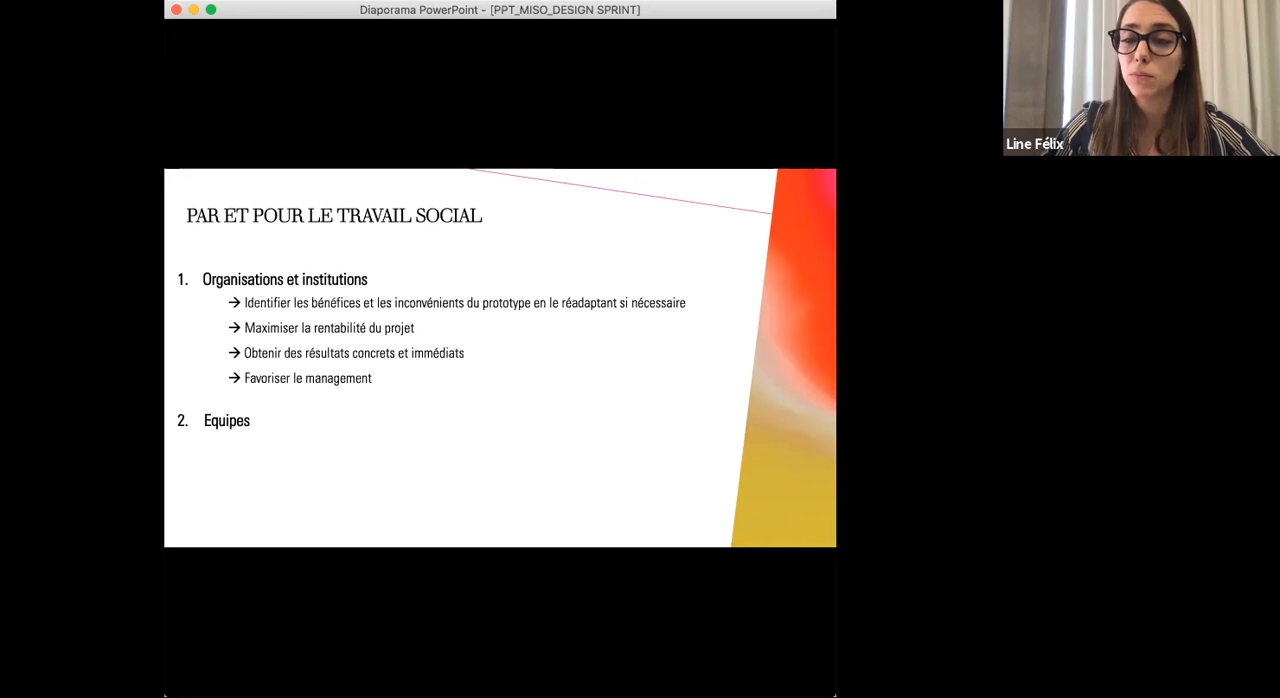 Diaporama PowerPoint - [PPT_MISO_DESIGN SPRINT]
Line Félix
PAR ET POUR LE TRAVAIL SOCIAL
1. Organisations et institutions
→ Identifier les bénéfices et les inconvénients du prototype en le réadaptant si nécessaire
→ Maximiser la rentabilité du projet
→ Obtenir des résultats concrets et immédiats
→ Favoriser le management
2. Equipes